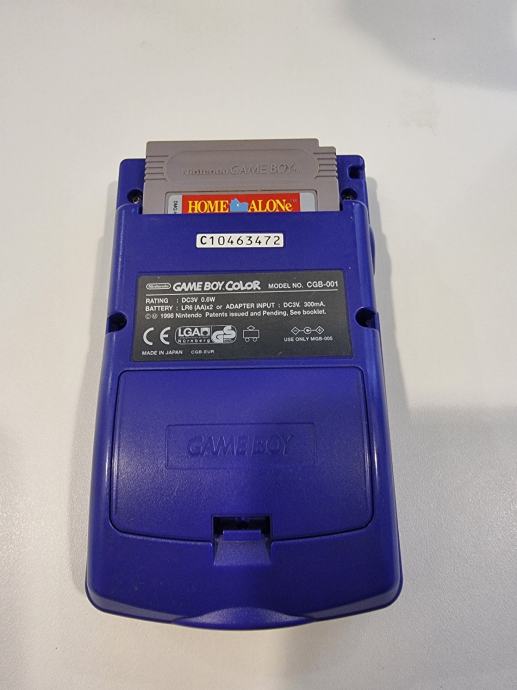 Nintendo GAME BOY
HOME ALONe™
C10463472
Nintendo GAME BOY COLOR MODEL NO. CGB-001
RATING : DC3V 0.6W
BATTERY : LR6 (AA)x2 or ADAPTER INPUT : DC3V, 300mA.
©Ⓟ 1998 Nintendo Patents issued and Pending, See booklet.
CE LGA Nürnberg GS
USE ONLY MGB-005
MADE IN JAPAN CGB-EUR
GAME BOY